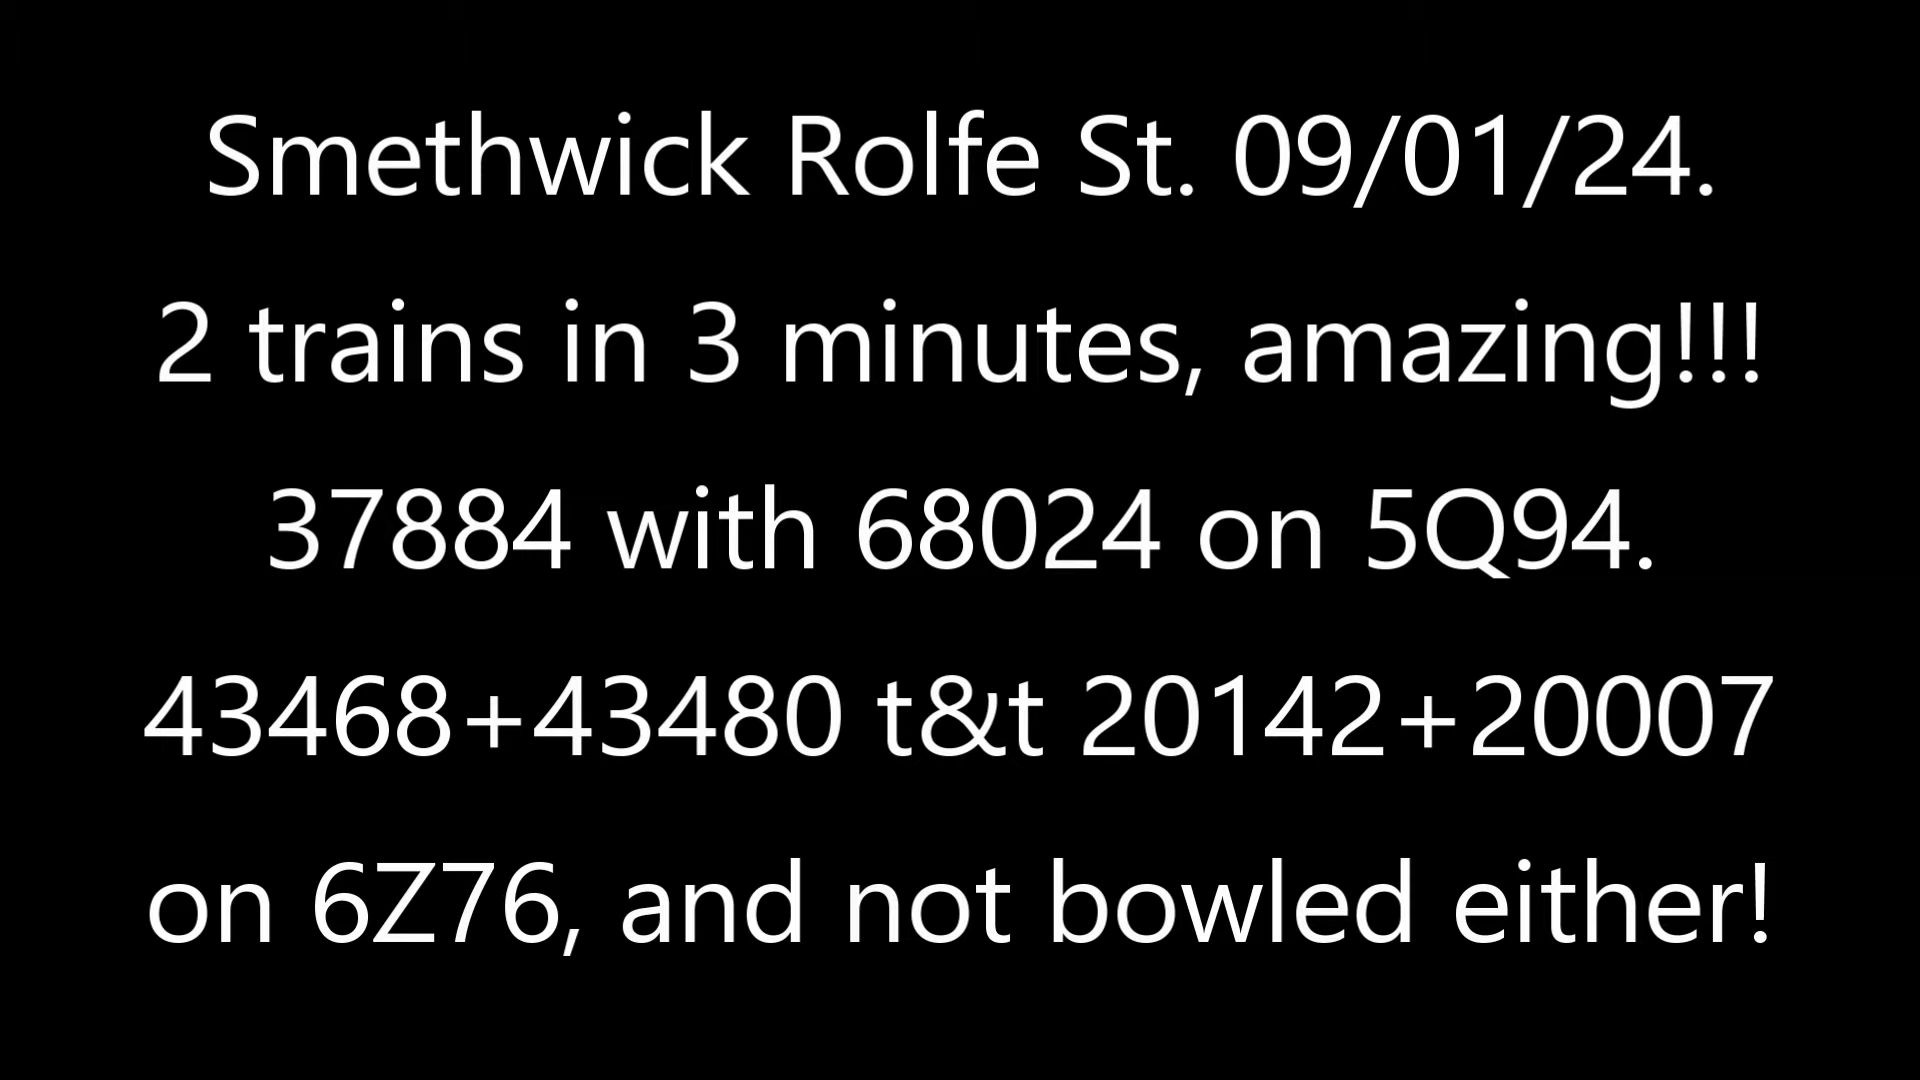 Smethwick Rolfe St. 09/01/24.
2 trains in 3 minutes, amazing!!!
37884 with 68024 on 5Q94.
43468+43480 t&t 20142+20007
on 6Z76, and not bowled either!